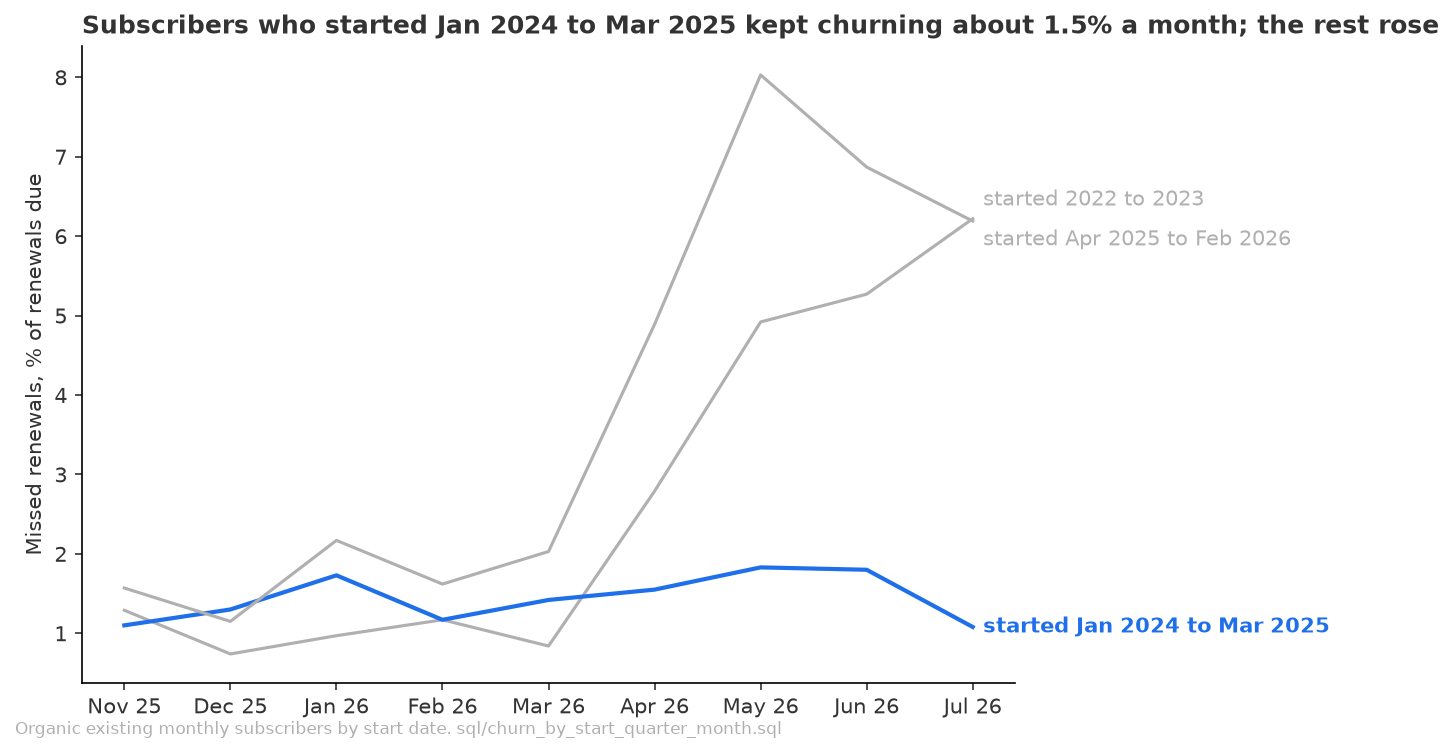 Subscribers who started Jan 2024 to Mar 2025 kept churning about 1.5% a month; the rest rose
Missed renewals, % of renewals due
8
7
6
5
4
3
2
1
started 2022 to 2023
started Apr 2025 to Feb 2026
started Jan 2024 to Mar 2025
Nov 25 Dec 25 Jan 26 Feb 26 Mar 26 Apr 26 May 26 Jun 26 Jul 26
Organic existing monthly subscribers by start date. sql/churn_by_start_quarter_month.sql